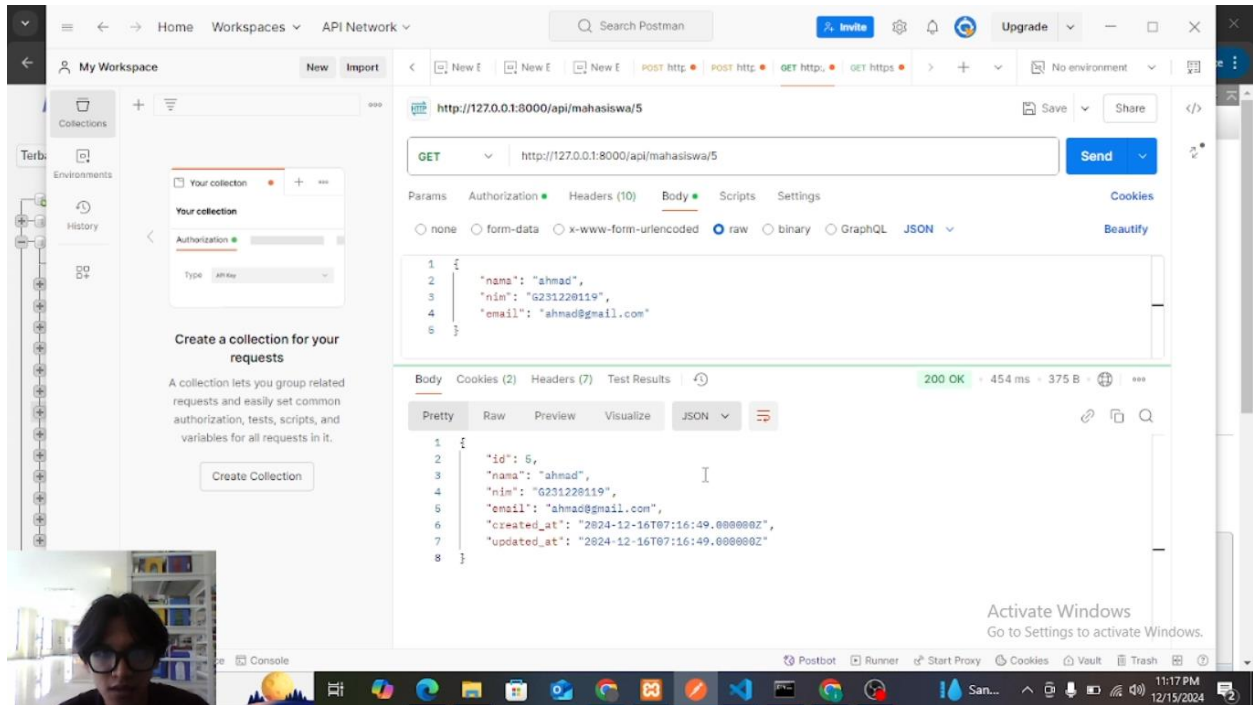 Home Workspaces API Network Search Postman Invite Upgrade
My Workspace New Import New E New E New E POST http: POST http: GET http:, GET https No environment
Collections
http://127.0.0.1:8000/api/mahasiswa/5 Save Share
Terba
Environments
GET http://127.0.0.1:8000/api/mahasiswa/5 Send
Your collecton
Params Authorization Headers (10) Body Scripts Settings Cookies
Your collection
History
none form-data x-www-form-urlencoded raw binary GraphQL JSON Beautify
Authorization
1 {
Type API Key
2 "nama": "ahmad",
3 "nim": "G231220119",
4 "email": "ahmad@gmail.com"
5 }
Create a collection for your
requests
A collection lets you group related
requests and easily set common
authorization, tests, scripts, and
variables for all requests in it.
Create Collection
Body Cookies (2) Headers (7) Test Results 200 OK 454 ms 375 B
Pretty Raw Preview Visualize JSON
1 {
2 "id": 5,
3 "nama": "ahmad",
4 "nim": "G231220119",
5 "email": "ahmad@gmail.com",
6 "created_at": "2024-12-16T07:16:49.000000Z",
7 "updated_at": "2024-12-16T07:16:49.000000Z"
8 }
Activate Windows
Go to Settings to activate Windows.
Console Postbot Runner Start Proxy Cookies Vault Trash
San... 11:17 PM
12/15/2024